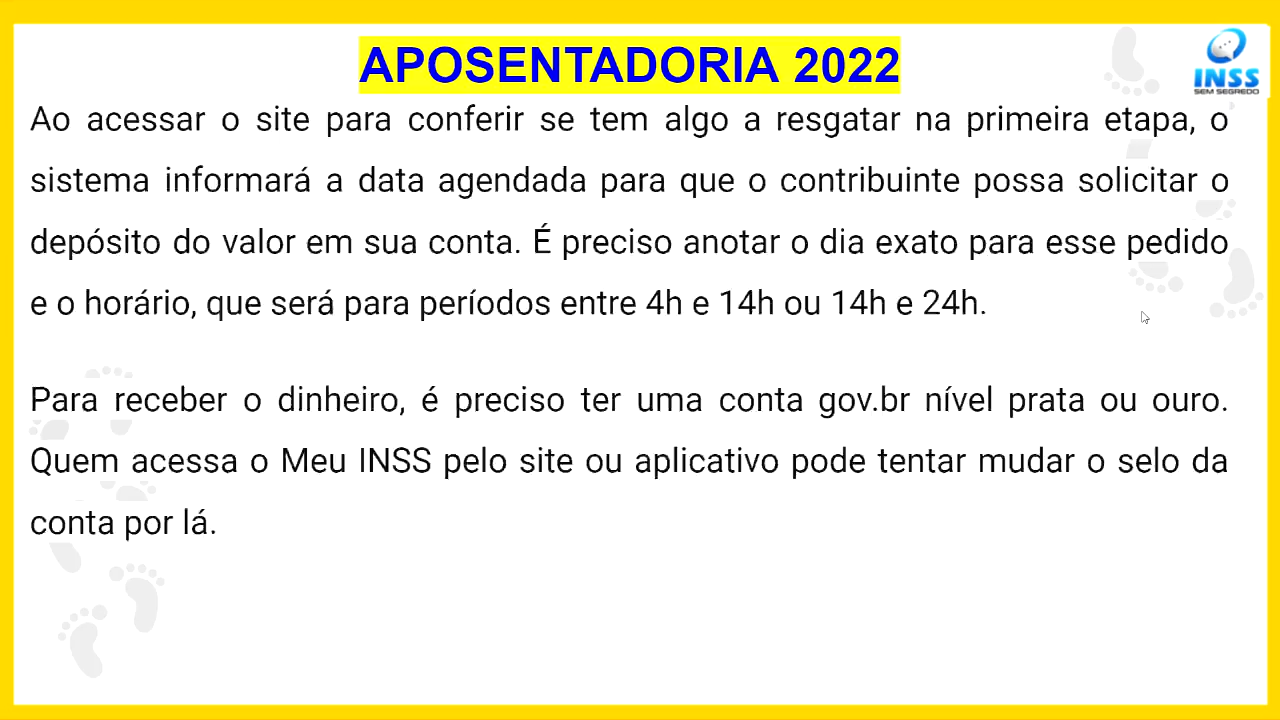 APOSENTADORIA 2022
INSS
SEM SEGREDO
Ao acessar o site para conferir se tem algo a resgatar na primeira etapa, o
sistema informará a data agendada para que o contribuinte possa solicitar o
depósito do valor em sua conta. É preciso anotar o dia exato para esse pedido
e o horário, que será para períodos entre 4h e 14h ou 14h e 24h.
Para receber o dinheiro, é preciso ter uma conta gov.br nível prata ou ouro.
Quem acessa o Meu INSS pelo site ou aplicativo pode tentar mudar o selo da
conta por lá.